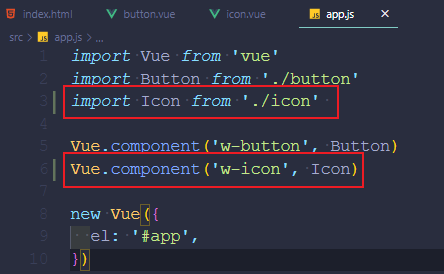 index.html button.vue icon.vue app.js ×
src > app.js > ...
1 import Vue from 'vue'
2 import Button from './button'
3 import Icon from './icon'
4
5 Vue.component('w-button', Button)
6 Vue.component('w-icon', Icon)
7
8 new Vue({
9 el: '#app',
10 })